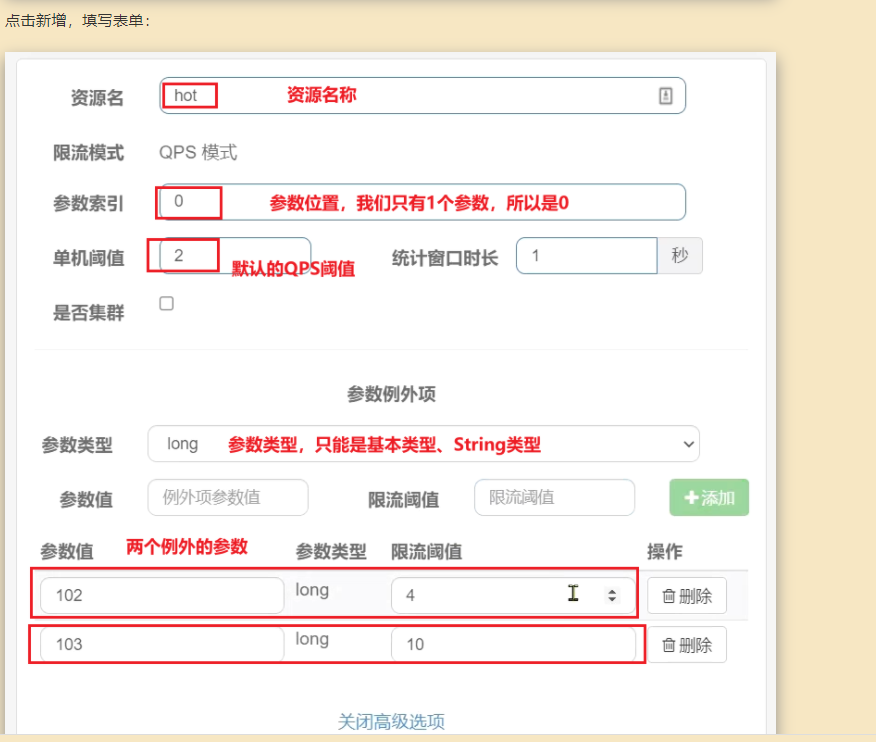 点击新增，填写表单：
资源名 hot 资源名称
限流模式 QPS 模式
参数索引 0 参数位置，我们只有1个参数，所以是0
单机阈值 2 默认的QPS阈值 统计窗口时长 1 秒
是否集群
参数例外项
参数类型 long 参数类型，只能是基本类型、String类型
参数值 例外项参数值 限流阈值 限流阈值 +添加
参数值 两个例外的参数 参数类型 限流阈值 操作
102 long 4 删除
103 long 10 删除
关闭高级选项